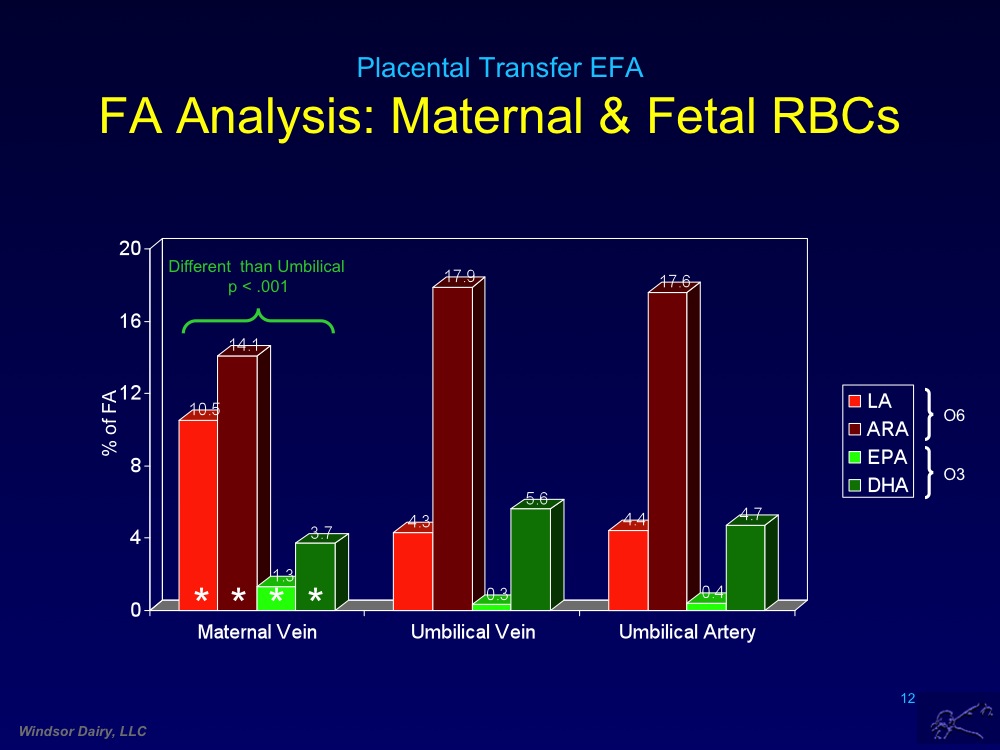 Placental Transfer EFA
FA Analysis: Maternal & Fetal RBCs
Different  than Umbilical
p < .001
% of FA
20
16
12
8
4
0
10.5
14.1
1.3
3.7
4.3
17.9
0.3
5.6
4.4
17.6
0.4
4.7
* * * *
Maternal Vein
Umbilical Vein
Umbilical Artery
LA
ARA
EPA
DHA
O6
O3
12
Windsor Dairy, LLC